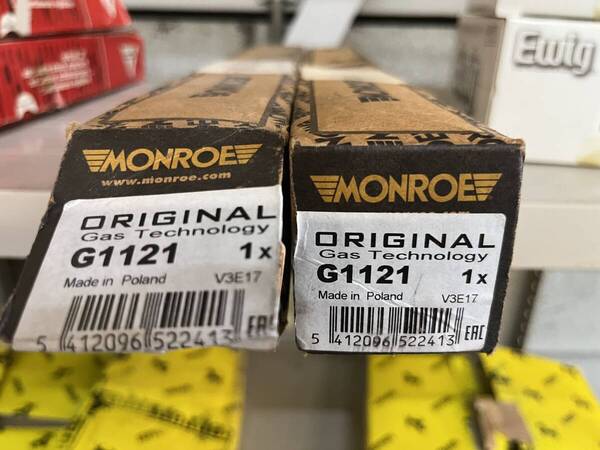 MONROE
www.monroe.com
ORIGINAL
Gas Technology
G1121 1x
Made in Poland V3E17
5 412096 522413 EAC
MONROE
ORIGINAL
Gas Technology
G1121 1x
Made in Poland V3E17
5 412096 522413 EAC
Ewig